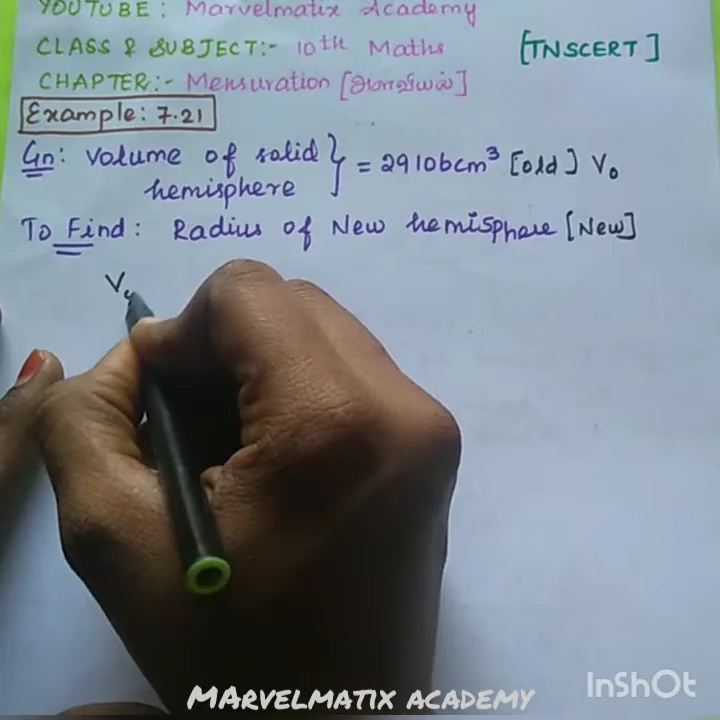 YOUTUBE: Marvelmatix Academy
CLASS & SUBJECT:- 10th Maths [TNSCERT]
CHAPTER:- Mensuration [அளவியல்]
Example: 7.21
Gn: Volume of solid hemisphere } = 29106cm³ [old] V₀
To Find: Radius of New hemisphere [New]
V
MARVELMATIX ACADEMY
InShOt